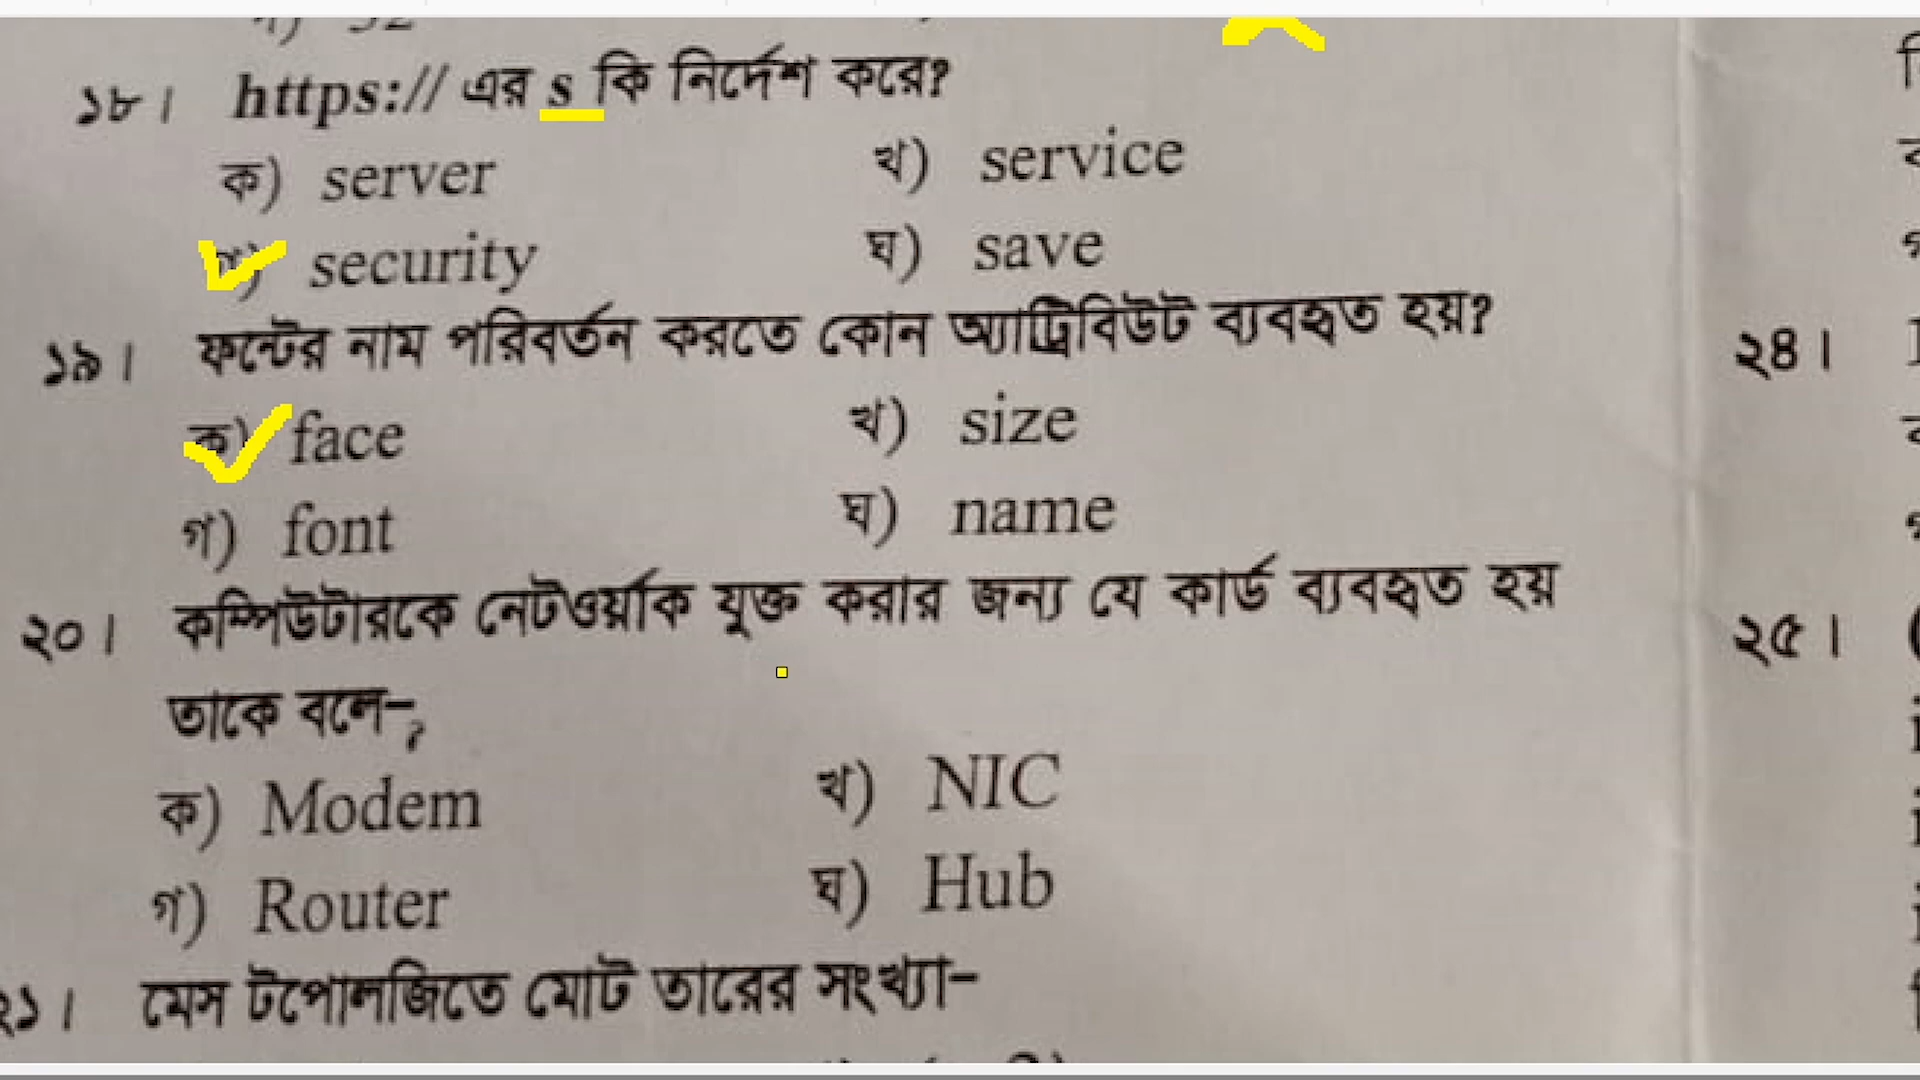 ১৮। https:// এর s কি নির্দেশ করে?
ক) server খ) service
গ) security ঘ) save
১৯। ফন্টের নাম পরিবর্তন করতে কোন অ্যাট্রিবিউট ব্যবহৃত হয়?
ক) face খ) size
গ) font ঘ) name
২০। কম্পিউটারকে নেটওর্য়াক যুক্ত করার জন্য যে কার্ড ব্যবহৃত হয়
তাকে বলে-?
ক) Modem খ) NIC
গ) Router ঘ) Hub
২১। মেস টপোলজিতে মোট তারের সংখ্যা-
২৪।
২৫।